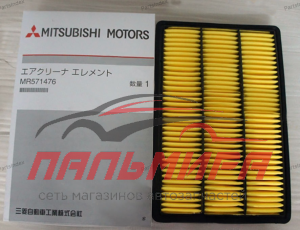 MITSUBISHI MOTORS
エアクリーナ エレメント
MR571476
数量 1
ПАЛЬМИРА
сеть магазинов автозапчастей
三菱自動車工業株式会社